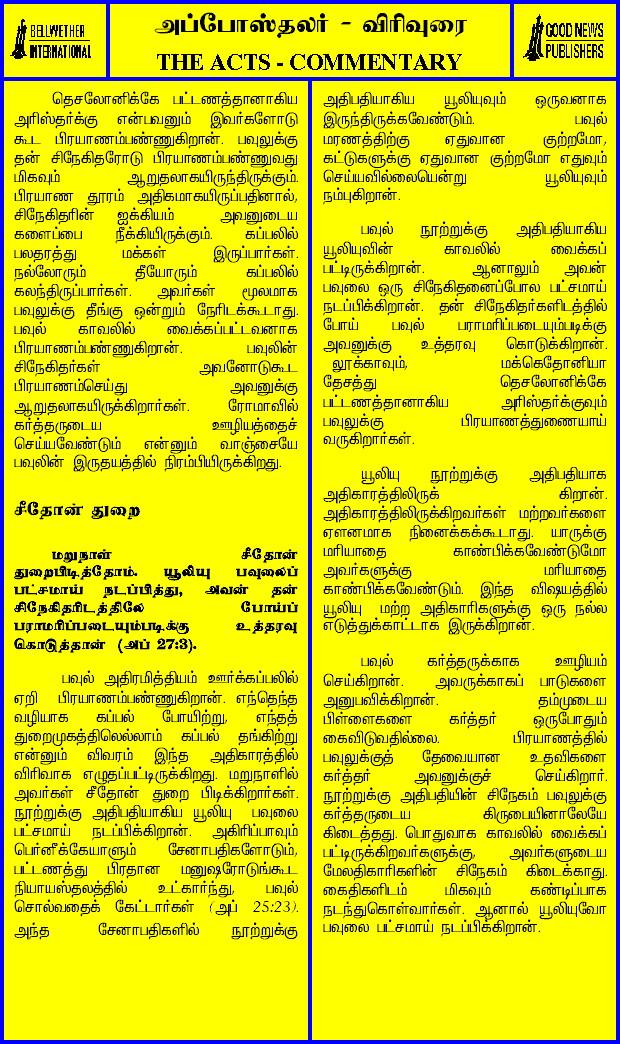 BELLWETHER
INTERNATIONAL
அப்போஸ்தலர் - விரிவுரை
THE ACTS - COMMENTARY
GOOD NEWS
PUBLISHERS
தெசலோனிக்கே பட்டணத்தானாகிய
அரிஸ்தர்க்கு என்பவனும் இவர்களோடு
கூட பிரயாணம்பண்ணுகிறான். பவுலுக்கு
தன் சிநேகிதரோடு பிரயாணம்பண்ணுவது
மிகவும் ஆறுதலாகயிருந்திருக்கும்.
பிரயாண தூரம் அதிகமாகயிருப்பதினால்,
சிநேகிதரின் ஐக்கியம் அவனுடைய
களைப்பை நீக்கியிருக்கும். கப்பலில்
பலதரத்து மக்கள் இருப்பார்கள்.
நல்லோரும் தீயோரும் கப்பலில்
கலந்திருப்பார்கள். அவர்கள் மூலமாக
பவுலுக்கு தீங்கு ஒன்றும் நேரிடக்கூடாது.
பவுல் காவலில் வைக்கப்பட்டவனாக
பிரயாணம்பண்ணுகிறான். பவுலின்
சிநேகிதர்கள் அவனோடுகூட
பிரயாணம்செய்து அவனுக்கு
ஆறுதலாகயிருக்கிறார்கள். ரோமாவில்
கர்த்தருடைய ஊழியத்தைச்
செய்யவேண்டும் என்னும் வாஞ்சையே
பவுலின் இருதயத்தில் நிரம்பியிருக்கிறது.
சீதோன் துறை
மறுநாள் சீதோன்
துறைபிடித்தோம். யூலியு பவுலைப்
பட்சமாய் நடப்பித்து, அவன் தன்
சிநேகிதரிடத்திலே போய்ப்
பராமரிப்படையும்படிக்கு உத்தரவு
கொடுத்தான் (அப் 27:3).
பவுல் அதிரமித்தியம் ஊர்க்கப்பலில்
ஏறி பிரயாணம்பண்ணுகிறான். எந்தெந்த
வழியாக கப்பல் போயிற்று, எந்தத்
துறைமுகத்திலெல்லாம் கப்பல் தங்கிற்று
என்னும் விவரம் இந்த அதிகாரத்தில்
விரிவாக எழுதப்பட்டிருக்கிறது. மறுநாளில்
அவர்கள் சீதோன் துறை பிடிக்கிறார்கள்.
நூற்றுக்கு அதிபதியாகிய யூலியு பவுலை
பட்சமாய் நடப்பிக்கிறான். அகிரிப்பாவும்
பெர்னீக்கேயாளும் சேனாபதிகளோடும்,
பட்டணத்து பிரதான மனுஷரோடுங்கூட
நியாயஸ்தலத்தில் உட்கார்ந்து, பவுல்
சொல்வதைக் கேட்டார்கள் (அப் 25:23).
அந்த சேனாபதிகளில் நூற்றுக்கு
அதிபதியாகிய யூலியுவும் ஒருவனாக
இருந்திருக்கவேண்டும். பவுல்
மரணத்திற்கு ஏதுவான குற்றமோ,
கட்டுகளுக்கு ஏதுவான குற்றமோ எதுவும்
செய்யவில்லையென்று யூலியுவும்
நம்புகிறான்.
பவுல் நூற்றுக்கு அதிபதியாகிய
யூலியுவின் காவலில் வைக்கப்
பட்டிருக்கிறான். ஆனாலும் அவன்
பவுலை ஒரு சிநேகிதனைப்போல பட்சமாய்
நடப்பிக்கிறான். தன் சிநேகிதர்களிடத்தில்
போய் பவுல் பராமரிப்படையும்படிக்கு
அவனுக்கு உத்தரவு கொடுக்கிறான்.
லூக்காவும், மக்கெதோனியா
தேசத்து தெசலோனிக்கே
பட்டணத்தானாகிய அரிஸ்தர்க்குவும்
பவுலுக்கு பிரயாணத்துணையாய்
வருகிறார்கள்.
யூலியு நூற்றுக்கு அதிபதியாக
அதிகாரத்திலிருக் கிறான்.
அதிகாரத்திலிருக்கிறவர்கள் மற்றவர்களை
ஏளனமாக நினைக்கக்கூடாது. யாருக்கு
மரியாதை காண்பிக்கவேண்டுமோ
அவர்களுக்கு மரியாதை
காண்பிக்கவேண்டும். இந்த விஷயத்தில்
யூலியு மற்ற அதிகாரிகளுக்கு ஒரு நல்ல
எடுத்துக்காட்டாக இருக்கிறான்.
பவுல் கர்த்தருக்காக ஊழியம்
செய்கிறான். அவருக்காகப் பாடுகளை
அனுபவிக்கிறான். தம்முடைய
பிள்ளைகளை கர்த்தர் ஒருபோதும்
கைவிடுவதில்லை. பிரயாணத்தில்
பவுலுக்குத் தேவையான உதவிகளை
கர்த்தர் அவனுக்குச் செய்கிறார்.
நூற்றுக்கு அதிபதியின் சிநேகம் பவுலுக்கு
கர்த்தருடைய கிருபையினாலேயே
கிடைத்தது. பொதுவாக காவலில் வைக்கப்
பட்டிருக்கிறவர்களுக்கு, அவர்களுடைய
மேலதிகாரிகளின் சிநேகம் கிடைக்காது.
கைதிகளிடம் மிகவும் கண்டிப்பாக
நடந்துகொள்வார்கள். ஆனால் யூலியுவோ
பவுலை பட்சமாய் நடப்பிக்கிறான்.